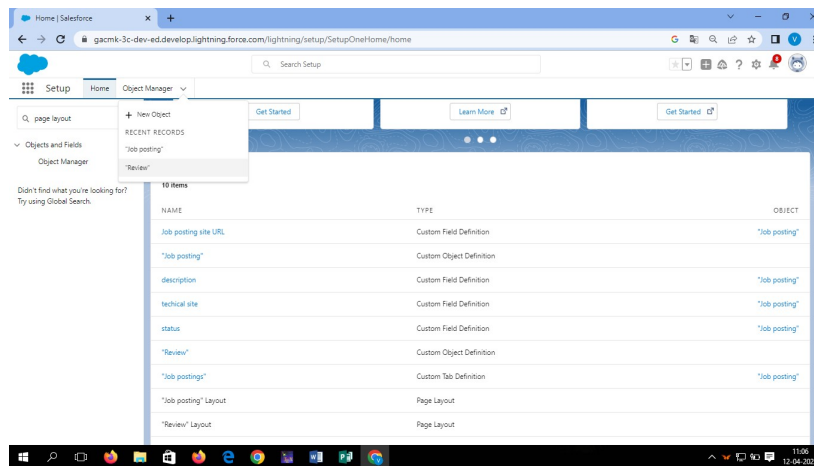 Home | Salesforce
gacmk-3c-dev-ed.develop.lightning.force.com/lightning/setup/SetupOneHome/home
Search Setup
Setup
Home
Object Manager
page layout
Objects and Fields
Object Manager
Didn't find what you're looking for?
Try using Global Search.
+ New Object
RECENT RECORDS
"Job posting"
"Review"
Get Started
Learn More
Get Started
10 items
NAME TYPE OBJECT
Job posting site URL Custom Field Definition "Job posting"
"Job posting" Custom Object Definition
description Custom Field Definition "Job posting"
techical site Custom Field Definition "Job posting"
status Custom Field Definition "Job posting"
"Review" Custom Object Definition
"Job postings" Custom Tab Definition "Job posting"
"Job posting" Layout Page Layout
"Review" Layout Page Layout
11:06
12-04-202